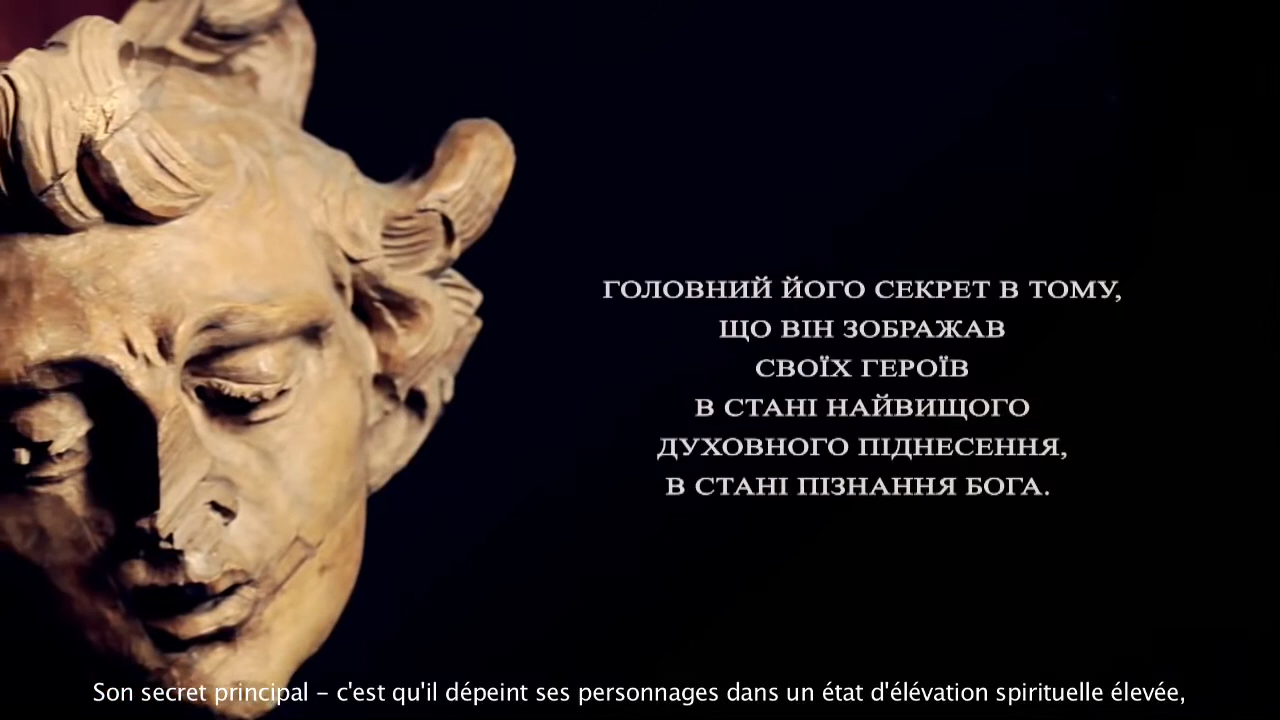 ГОЛОВНИЙ ЙОГО СЕКРЕТ В ТОМУ,
ЩО ВІН ЗОБРАЖАВ
СВОЇХ ГЕРОЇВ
В СТАНІ НАЙВИЩОГО
ДУХОВНОГО ПІДНЕСЕННЯ,
В СТАНІ ПІЗНАННЯ БОГА.
Son secret principal – c'est qu'il dépeint ses personnages dans un état d'élévation spirituelle élevée,